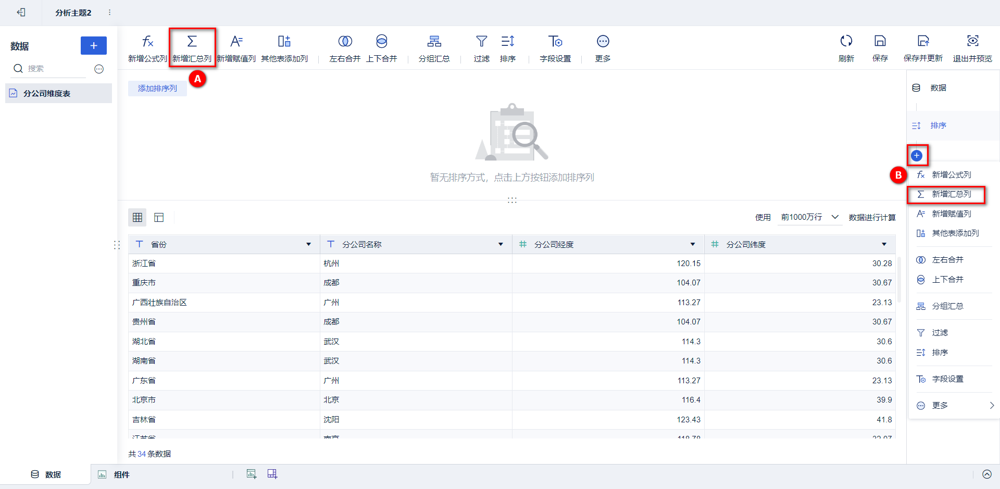 分析主题2
数据
搜索
分公司维度表
新增公式列
新增汇总列
新增赋值列
其他表添加列
左右合并
上下合并
分组汇总
过滤
排序
字段设置
更多
刷新
保存
保存并更新
退出并预览
A
添加排序列
暂无排序方式，点击上方按钮添加排序列
使用 前1000万行 数据进行计算
省份 分公司名称 分公司经度 分公司纬度
浙江省 杭州 120.15 30.28
重庆市 成都 104.07 30.67
广西壮族自治区 广州 113.27 23.13
贵州省 成都 104.07 30.67
湖北省 武汉 114.3 30.6
湖南省 武汉 114.3 30.6
广东省 广州 113.27 23.13
北京市 北京 116.4 39.9
吉林省 沈阳 123.43 41.8
共34条数据
数据
排序
B
新增公式列
新增汇总列
新增赋值列
其他表添加列
左右合并
上下合并
分组汇总
过滤
排序
字段设置
更多
数据
组件